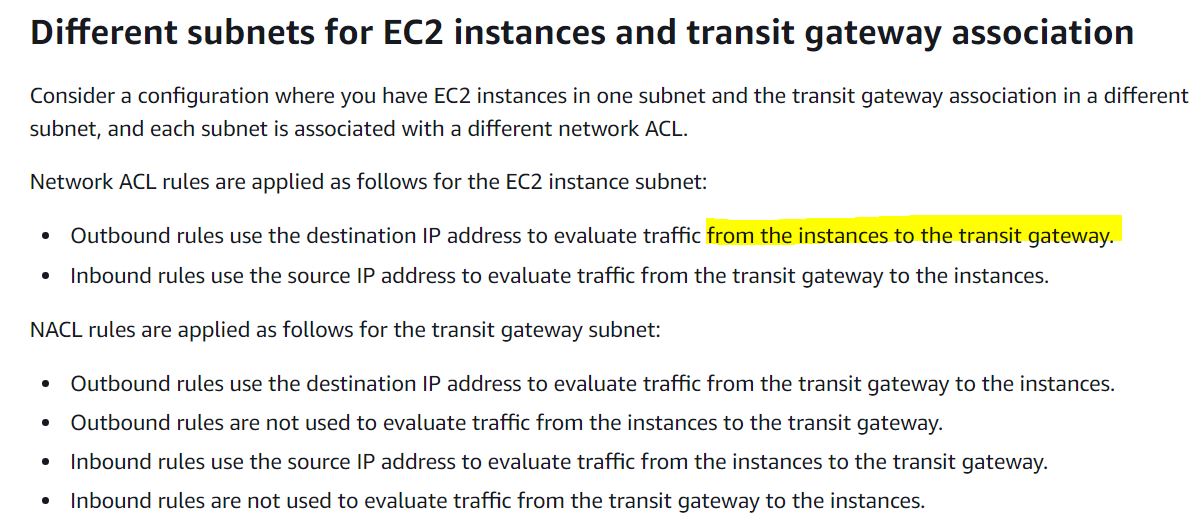 Different subnets for EC2 instances and transit gateway association
Consider a configuration where you have EC2 instances in one subnet and the transit gateway association in a different
subnet, and each subnet is associated with a different network ACL.
Network ACL rules are applied as follows for the EC2 instance subnet:
• Outbound rules use the destination IP address to evaluate traffic from the instances to the transit gateway.
• Inbound rules use the source IP address to evaluate traffic from the transit gateway to the instances.
NACL rules are applied as follows for the transit gateway subnet:
• Outbound rules use the destination IP address to evaluate traffic from the transit gateway to the instances.
• Outbound rules are not used to evaluate traffic from the instances to the transit gateway.
• Inbound rules use the source IP address to evaluate traffic from the instances to the transit gateway.
• Inbound rules are not used to evaluate traffic from the transit gateway to the instances.